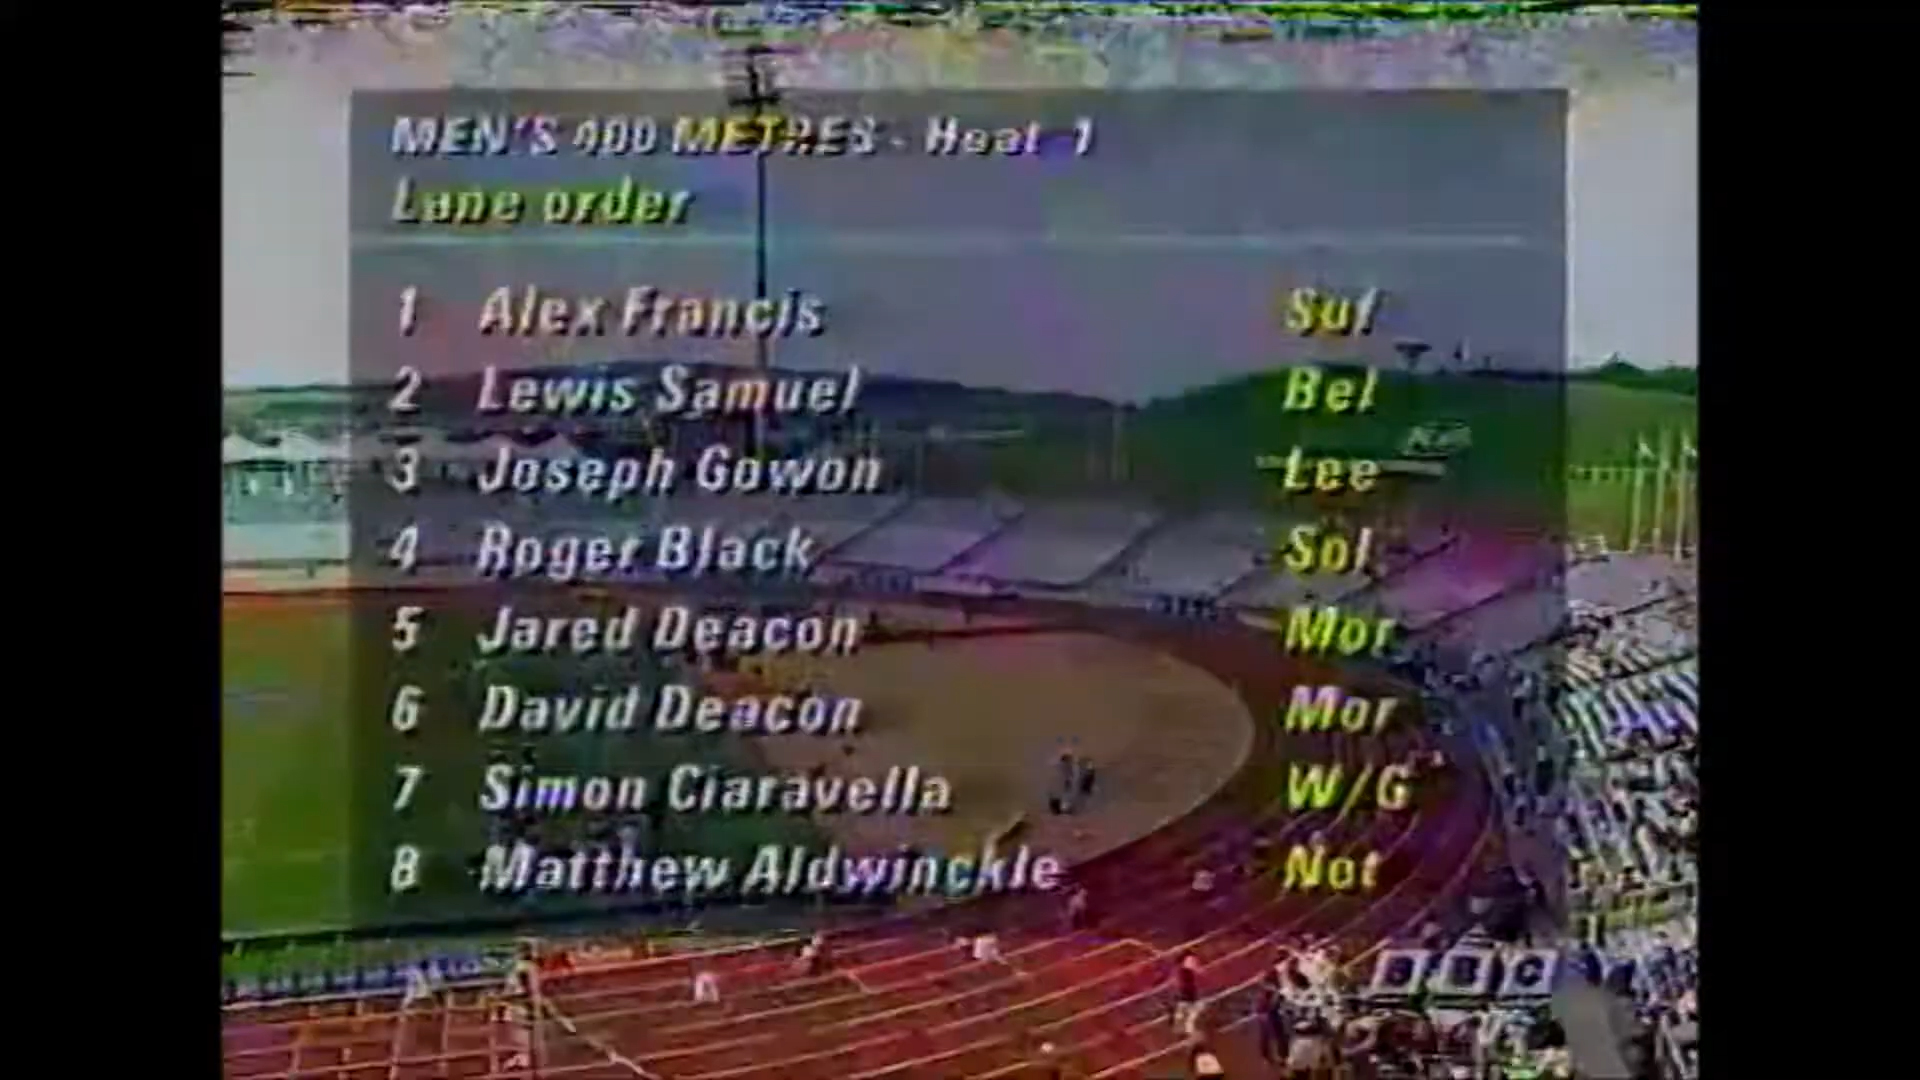 MEN'S 400 METRES - Heat 1
Lane order
1 Alex Francis Suf
2 Lewis Samuel Bel
3 Joseph Gowon Lee
4 Roger Black Sol
5 Jared Deacon Mor
6 David Deacon Mor
7 Simon Ciaravella W/G
8 Matthew Aldwinckle Not
BBC